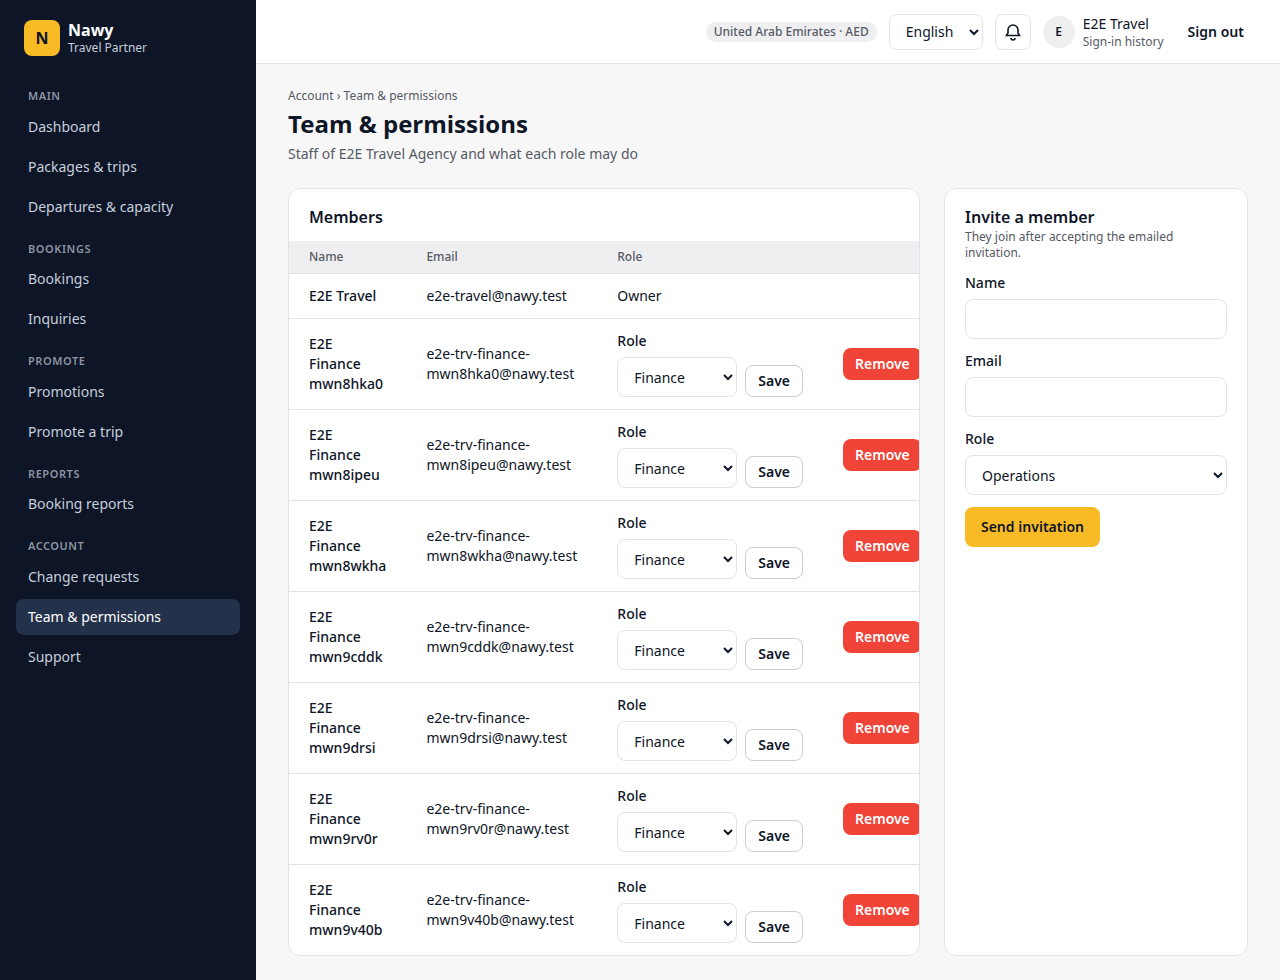 N
Nawy
Travel Partner
MAIN
Dashboard
Packages & trips
Departures & capacity
BOOKINGS
Bookings
Inquiries
PROMOTE
Promotions
Promote a trip
REPORTS
Booking reports
ACCOUNT
Change requests
Team & permissions
Support
United Arab Emirates · AED
English
E
E2E Travel
Sign-in history
Sign out
Account › Team & permissions
Team & permissions
Staff of E2E Travel Agency and what each role may do
Members
Name Email Role
E2E Travel e2e-travel@nawy.test Owner
E2E
Finance
mwn8hka0
e2e-trv-finance-
mwn8hka0@nawy.test
Role
Finance Save Remove
E2E
Finance
mwn8ipeu
e2e-trv-finance-
mwn8ipeu@nawy.test
Role
Finance Save Remove
E2E
Finance
mwn8wkha
e2e-trv-finance-
mwn8wkha@nawy.test
Role
Finance Save Remove
E2E
Finance
mwn9cddk
e2e-trv-finance-
mwn9cddk@nawy.test
Role
Finance Save Remove
E2E
Finance
mwn9drsi
e2e-trv-finance-
mwn9drsi@nawy.test
Role
Finance Save Remove
E2E
Finance
mwn9rv0r
e2e-trv-finance-
mwn9rv0r@nawy.test
Role
Finance Save Remove
E2E
Finance
mwn9v40b
e2e-trv-finance-
mwn9v40b@nawy.test
Role
Finance Save Remove
Invite a member
They join after accepting the emailed
invitation.
Name
Email
Role
Operations
Send invitation